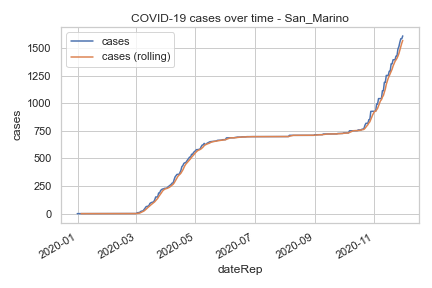 COVID-19 cases over time - San_Marino
cases
cases (rolling)
1500
1250
1000
750
500
250
0
cases
2020-01
2020-03
2020-05
2020-07
2020-09
2020-11
dateRep